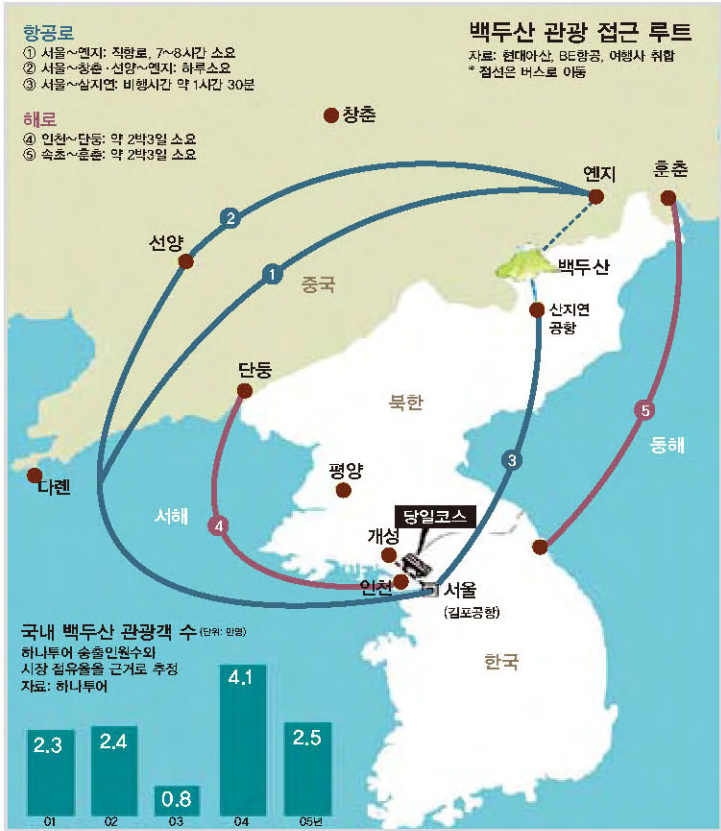 항공로
① 서울~옌지: 직항로, 7~8시간 소요
② 서울~창춘·선양~옌지: 하루소요
③ 서울~삼지연: 비행시간 약 1시간 30분
해로
④ 인천~단둥: 약 2박3일 소요
⑤ 속초~훈춘: 약 2박3일 소요
백두산 관광 접근 루트
자료: 현대아산, BE항공, 여행사 취합
* 점선은 버스로 이동
창춘
옌지
훈춘
선양
2
1
중국
백두산
산지연
공항
단둥
북한
5
동해
3
다롄
평양
서해
4
당일코스
개성
인천
서울
(김포공항)
한국
국내 백두산 관광객 수 (단위: 만명)
하나투어 송출인원수와
시장 점유율을 근거로 추정
자료: 하나투어
2.3
2.4
0.8
4.1
2.5
01
02
03
04
05년